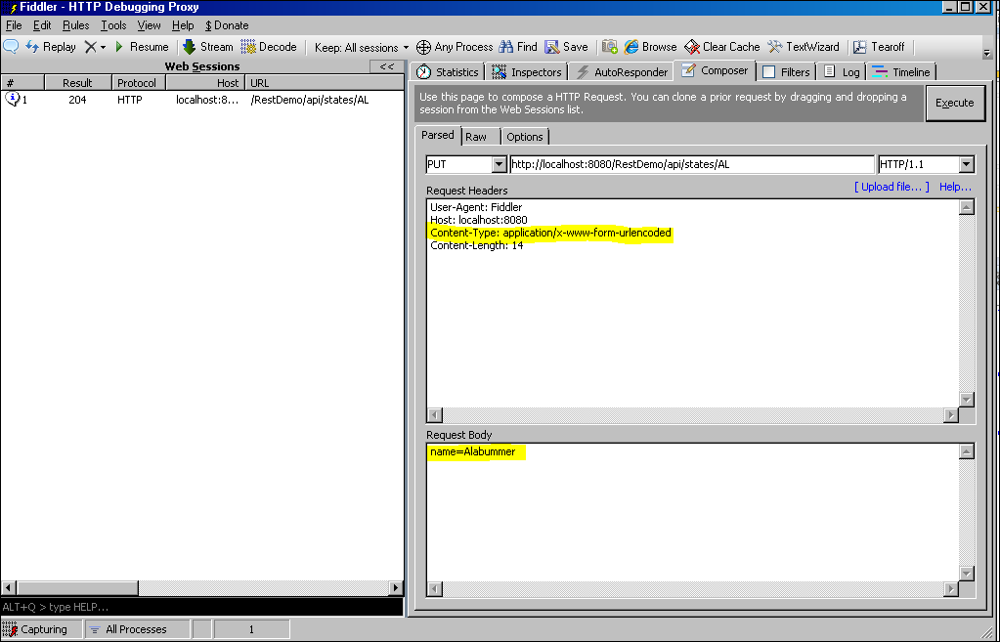 Fiddler - HTTP Debugging Proxy
File Edit Rules Tools View Help $ Donate
Replay Resume Stream Decode Keep: All sessions Any Process Find Save Browse Clear Cache TextWizard Tearoff
Web Sessions <<
# Result Protocol Host URL
1 204 HTTP localhost:8... /RestDemo/api/states/AL
Statistics Inspectors AutoResponder Composer Filters Log Timeline
Use this page to compose a HTTP Request. You can clone a prior request by dragging and dropping a
session from the Web Sessions list.
Execute
Parsed Raw Options
PUT http://localhost:8080/RestDemo/api/states/AL HTTP/1.1
Request Headers [ Upload file... ] Help...
User-Agent: Fiddler
Host: localhost:8080
Content-Type: application/x-www-form-urlencoded
Content-Length: 14
Request Body
name=Alabummer
ALT+Q > type HELP...
Capturing All Processes 1